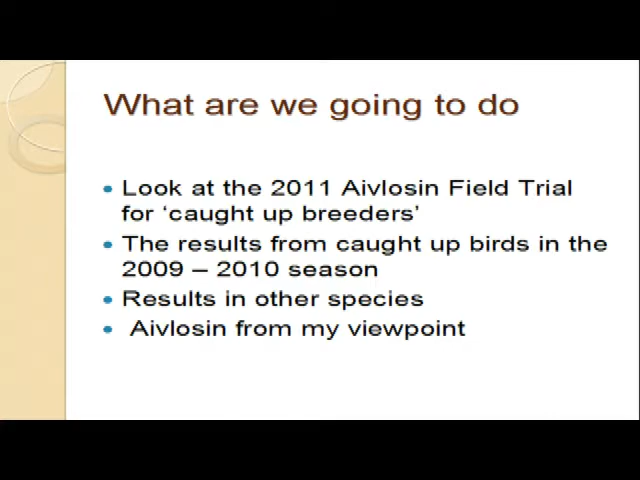 What are we going to do
• Look at the 2011 Aivlosin Field Trial
for ‘caught up breeders’
• The results from caught up birds in the
2009 – 2010 season
• Results in other species
• Aivlosin from my viewpoint